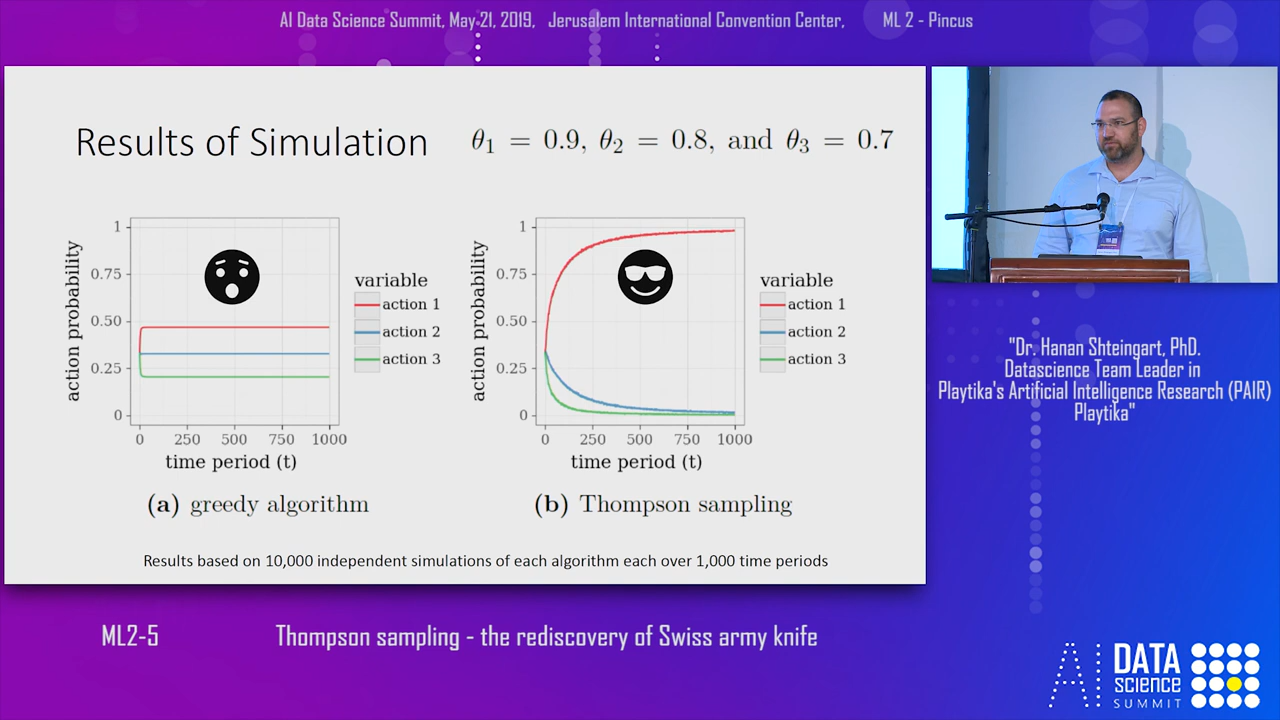 AI Data Science Summit, May 21, 2019, Jerusalem International Convention Center, ML 2 - Pincus
Results of Simulation
θ₁ = 0.9, θ₂ = 0.8, and θ₃ = 0.7
action probability
1
0.75
0.50
0.25
0
0 250 500 750 1000
time period (t)
variable
action 1
action 2
action 3
(a) greedy algorithm
action probability
1
0.75
0.50
0.25
0
0 250 500 750 1000
time period (t)
variable
action 1
action 2
action 3
(b) Thompson sampling
Results based on 10,000 independent simulations of each algorithm each over 1,000 time periods
"Dr. Hanan Shteingart, PhD.
Datascience Team Leader in
Playtika's Artificial Intelligence Research (PAIR)
Playtika"
ML2-5 Thompson sampling - the rediscovery of Swiss army knife
AI DATA
science
SUMMIT